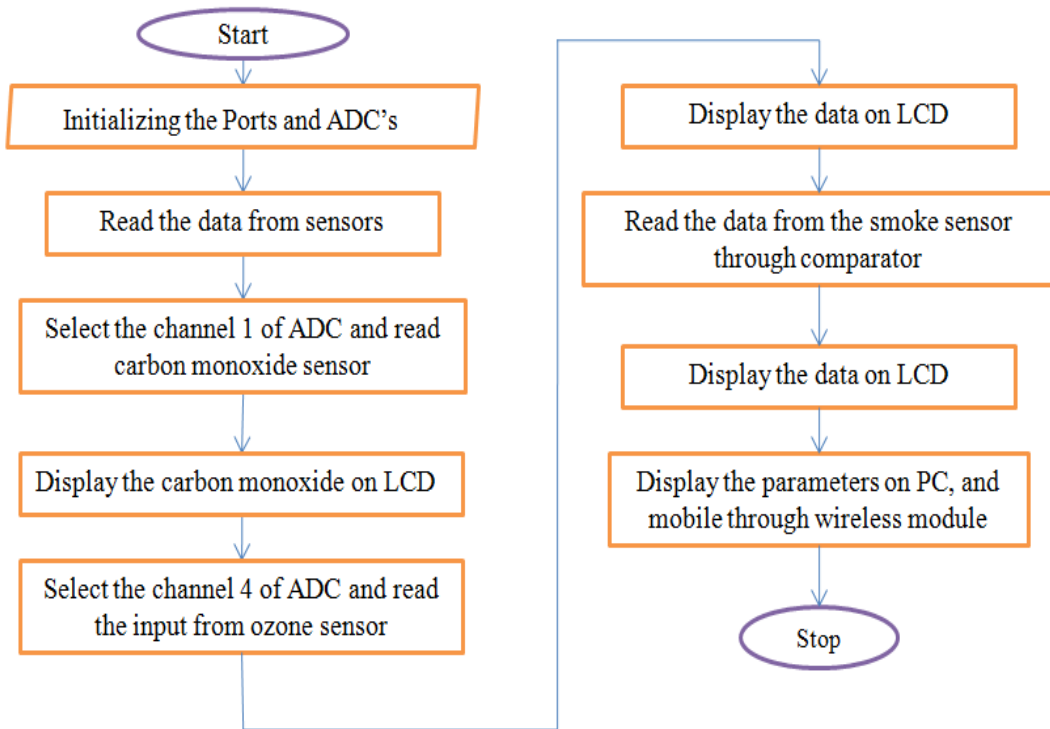 Start
Initializing the Ports and ADC’s
Read the data from sensors
Select the channel 1 of ADC and read
carbon monoxide sensor
Display the carbon monoxide on LCD
Select the channel 4 of ADC and read
the input from ozone sensor
Display the data on LCD
Read the data from the smoke sensor
through comparator
Display the data on LCD
Display the parameters on PC, and
mobile through wireless module
Stop